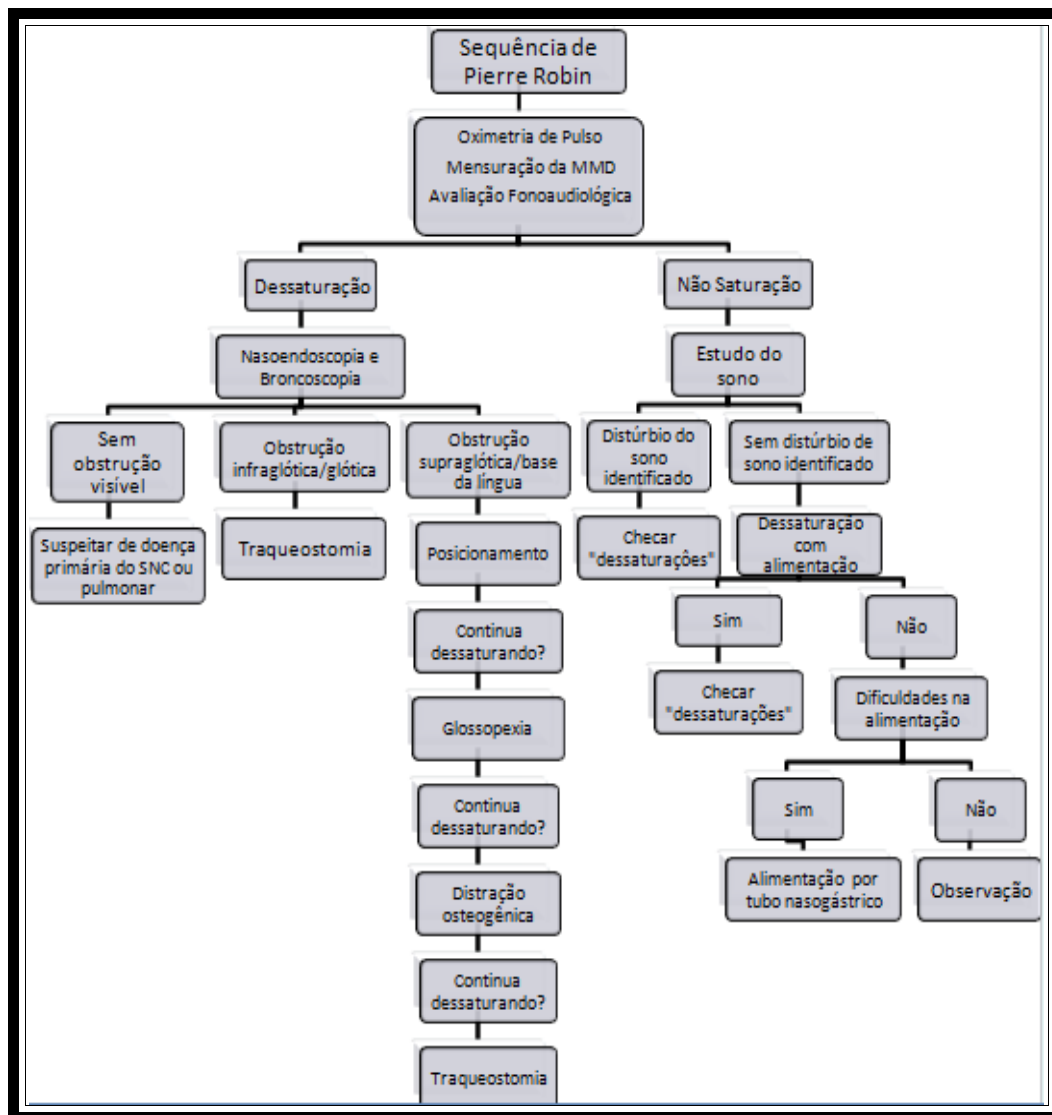 Sequência de
Pierre Robin
Oximetria de Pulso
Mensuração da MMD
Avaliação Fonoaudiológica
Dessaturação
Não Saturação
Nasoendoscopia e
Broncoscopia
Estudo do
sono
Sem
obstrução
visível
Obstrução
infraglótica/glótica
Obstrução
supraglótica/base
da língua
Distúrbio do
sono
identificado
Sem distúrbio de
sono identificado
Suspeitar de doença
primária do SNC ou
pulmonar
Traqueostomia
Posicionamento
Checar
"dessaturações"
Dessaturação
com
alimentação
Continua
dessaturando?
Sim
Não
Glossopexia
Checar
"dessaturações"
Dificuldades na
alimentação
Continua
dessaturando?
Sim
Não
Distração
osteogênica
Alimentação por
tubo nasogástrico
Observação
Continua
dessaturando?
Traqueostomia